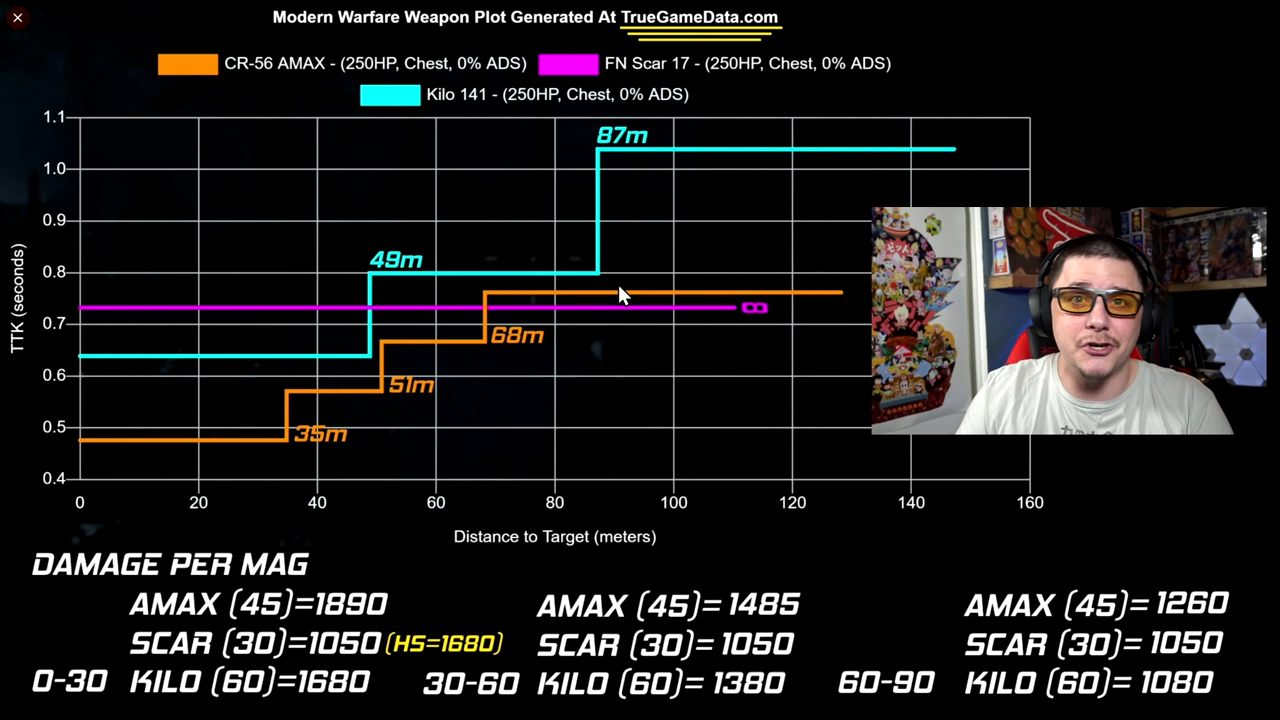 Modern Warfare Weapon Plot Generated At TrueGameData.com
CR-56 AMAX - (250HP, Chest, 0% ADS)
FN Scar 17 - (250HP, Chest, 0% ADS)
Kilo 141 - (250HP, Chest, 0% ADS)
1.1
1.0
0.9
0.8
0.7
0.6
0.5
0.4
TTK (seconds)
87m
49m
68m
51m
35m
0 20 40 60 80 100 120 140 160
Distance to Target (meters)
DAMAGE PER MAG
0-30
AMAX (45)=1890
SCAR (30)=1050 (HS=1680)
KILO (60)=1680
30-60
AMAX (45)= 1485
SCAR (30)= 1050
KILO (60)= 1380
60-90
AMAX (45)= 1260
SCAR (30)= 1050
KILO (60)= 1080